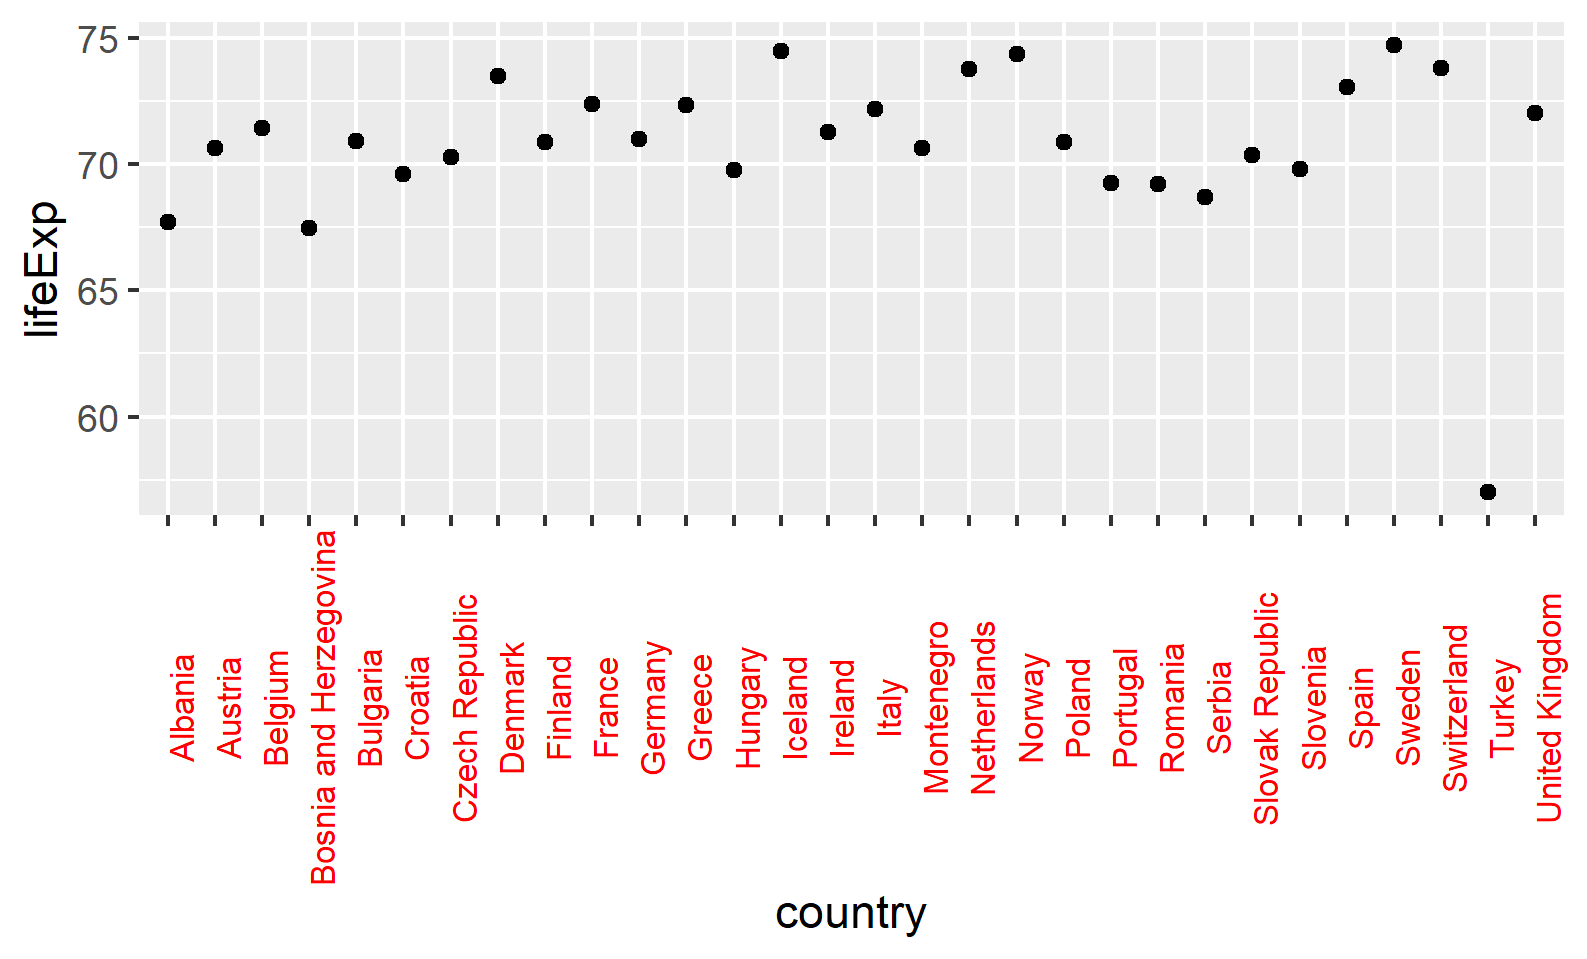 75
70
65
60
lifeExp
Albania
Austria
Belgium
Bosnia and Herzegovina
Bulgaria
Croatia
Czech Republic
Denmark
Finland
France
Germany
Greece
Hungary
Iceland
Ireland
Italy
Montenegro
Netherlands
Norway
Poland
Portugal
Romania
Serbia
Slovak Republic
Slovenia
Spain
Sweden
Switzerland
Turkey
United Kingdom
country